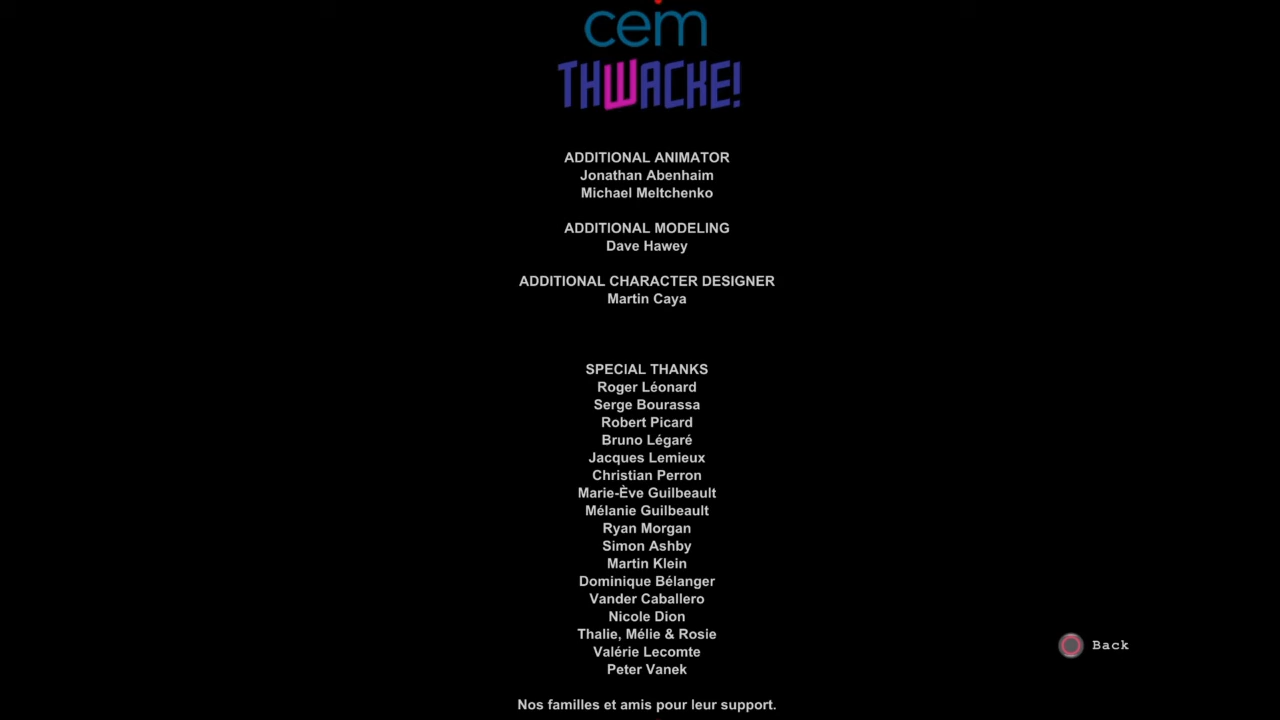 cem
THWACKE!
ADDITIONAL ANIMATOR
Jonathan Abenhaim
Michael Meltchenko
ADDITIONAL MODELING
Dave Hawey
ADDITIONAL CHARACTER DESIGNER
Martin Caya
SPECIAL THANKS
Roger Léonard
Serge Bourassa
Robert Picard
Bruno Légaré
Jacques Lemieux
Christian Perron
Marie-Ève Guilbeault
Mélanie Guilbeault
Ryan Morgan
Simon Ashby
Martin Klein
Dominique Bélanger
Vander Caballero
Nicole Dion
Thalie, Mélie & Rosie
Valérie Lecomte
Peter Vanek
Back
Nos familles et amis pour leur support.